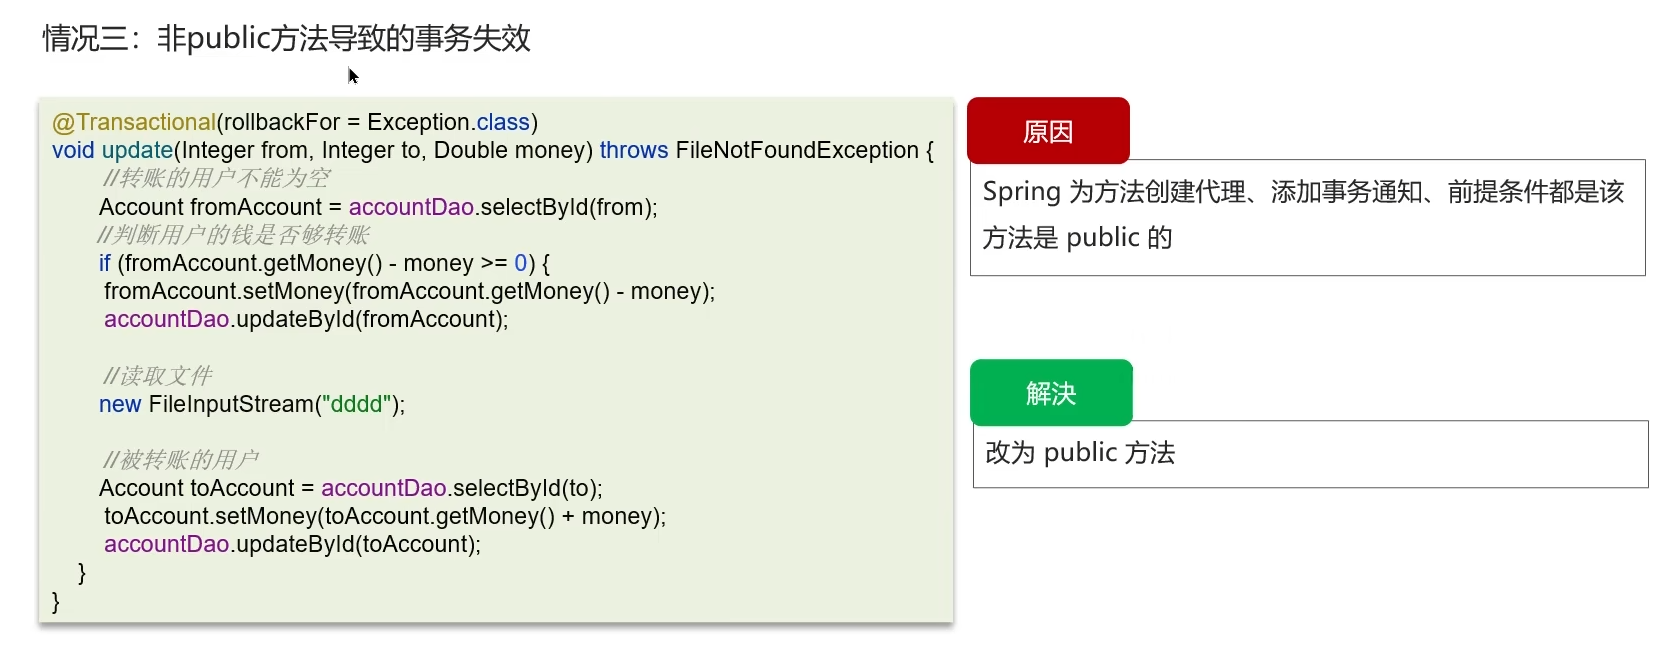 情况三：非public方法导致的事务失效
@Transactional(rollbackFor = Exception.class)
void update(Integer from, Integer to, Double money) throws FileNotFoundException {
//转账的用户不能为空
Account fromAccount = accountDao.selectById(from);
//判断用户的钱是否够转账
if (fromAccount.getMoney() - money >= 0) {
fromAccount.setMoney(fromAccount.getMoney() - money);
accountDao.updateById(fromAccount);
//读取文件
new FileInputStream("dddd");
//被转账的用户
Account toAccount = accountDao.selectById(to);
toAccount.setMoney(toAccount.getMoney() + money);
accountDao.updateById(toAccount);
}
}
原因
Spring 为方法创建代理、添加事务通知、前提条件都是该
方法是 public 的
解决
改为 public 方法